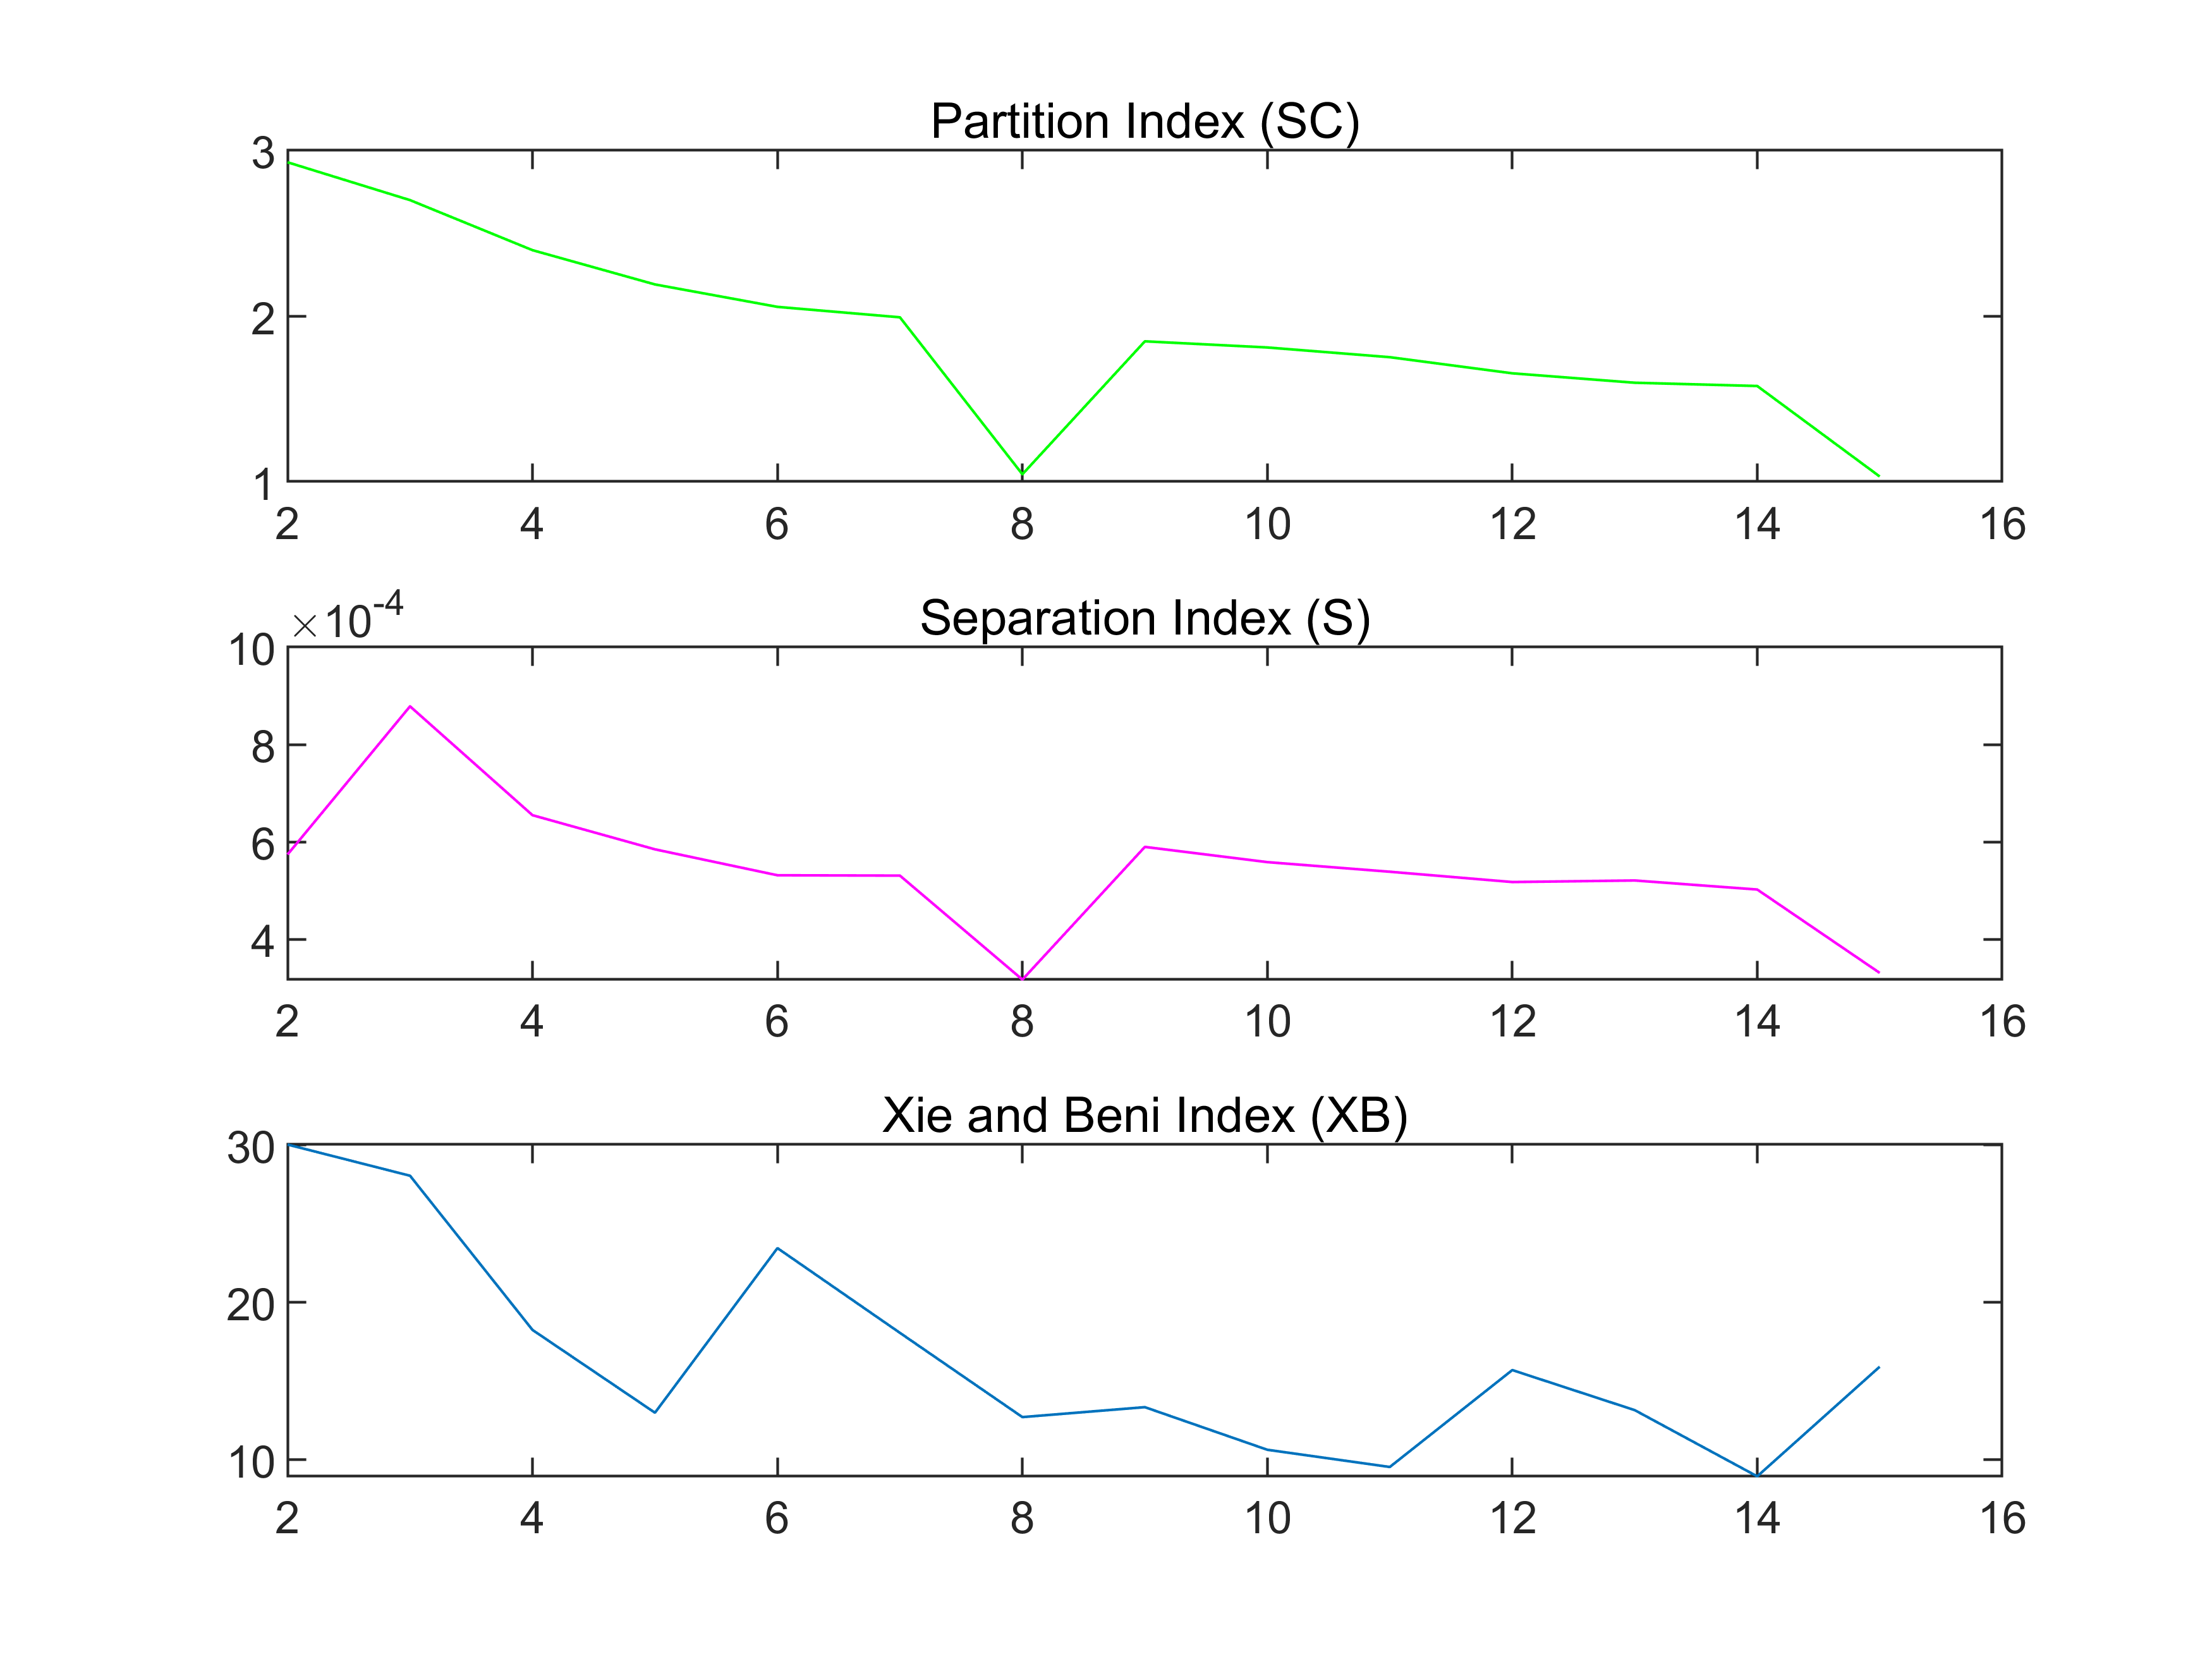 Partition Index (SC)
3
2
1
2 4 6 8 10 12 14 16
×10-4
Separation Index (S)
10
8
6
4
2 4 6 8 10 12 14 16
Xie and Beni Index (XB)
30
20
10
2 4 6 8 10 12 14 16